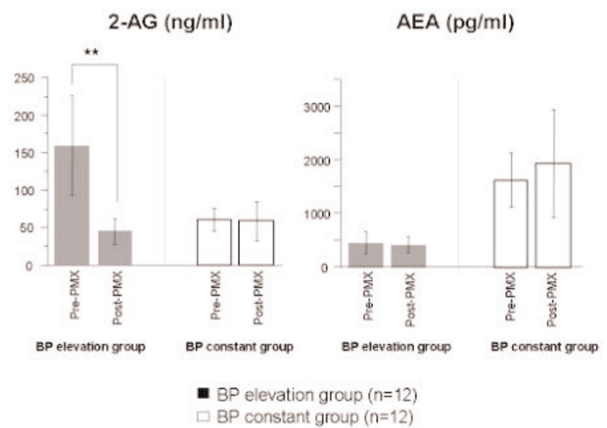 2-AG (ng/ml)
**
250
200
150
100
50
0
Pre-PMX
Post-PMX
Pre-PMX
Post-PMX
BP elevation group
BP constant group
AEA (pg/ml)
3000
2000
1000
0
Pre-PMX
Post-PMX
Pre-PMX
Post-PMX
BP elevation group
BP constant group
BP elevation group (n=12)
BP constant group (n=12)